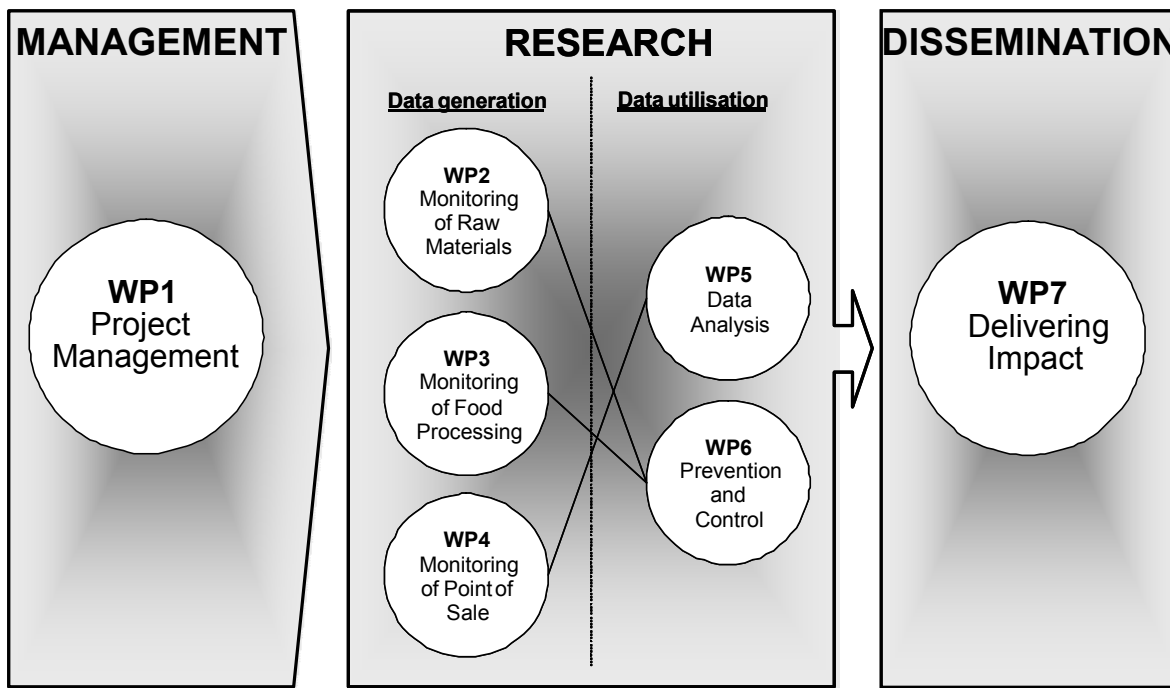 MANAGEMENT
WP1
Project
Management
RESEARCH
Data generation
WP2
Monitoring
of Raw
Materials
WP3
Monitoring
of Food
Processing
WP4
Monitoring
of Point of
Sale
Data utilisation
WP5
Data
Analysis
WP6
Prevention
and
Control
DISSEMINATION
WP7
Delivering
Impact